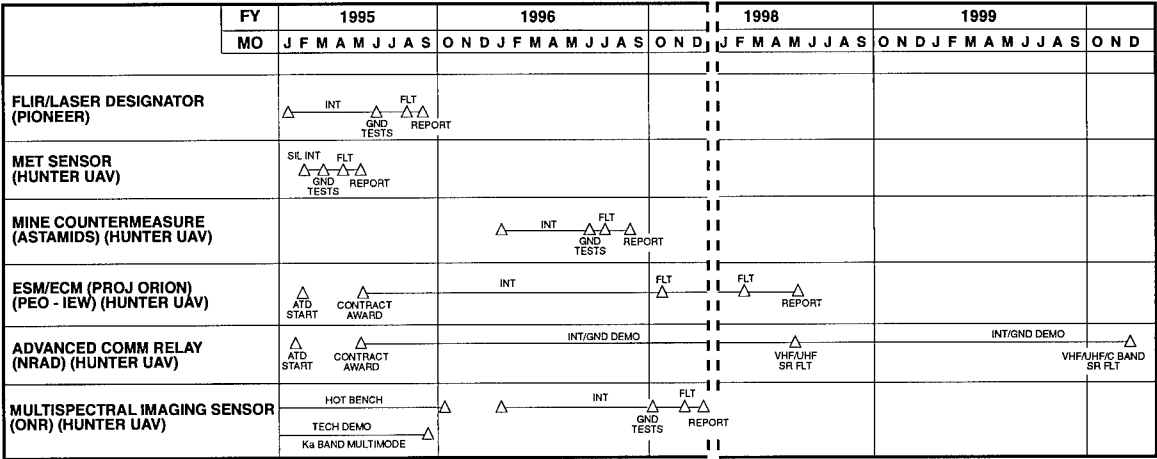 FY 1995 1996 1998 1999
MO J F M A M J J A S O N D J F M A M J J A S O N D J F M A M J J A S O N D J F M A M J J A S O N D
FLIR/LASER DESIGNATOR
(PIONEER)
INT
FLT
GND
TESTS
REPORT
MET SENSOR
(HUNTER UAV)
SIL INT
FLT
GND
TESTS
REPORT
MINE COUNTERMEASURE
(ASTAMIDS) (HUNTER UAV)
INT
FLT
GND
TESTS
REPORT
ESM/ECM (PROJ ORION)
(PEO - IEW) (HUNTER UAV)
ATD
START
CONTRACT
AWARD
INT
FLT
FLT
REPORT
ADVANCED COMM RELAY
(NRAD) (HUNTER UAV)
ATD
START
CONTRACT
AWARD
INT/GND DEMO
VHF/UHF
SR FLT
INT/GND DEMO
VHF/UHF/C BAND
SR FLT
MULTISPECTRAL IMAGING SENSOR
(ONR) (HUNTER UAV)
HOT BENCH
INT
FLT
GND
TESTS
REPORT
TECH DEMO
Ka BAND MULTIMODE